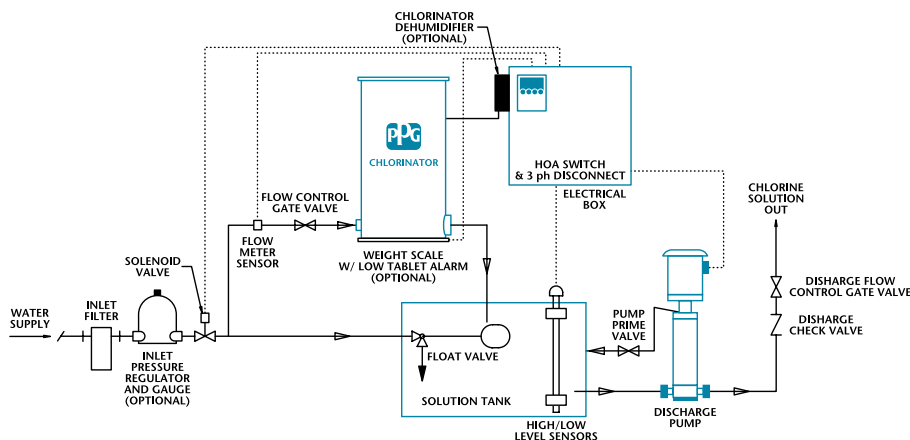 CHLORINATOR
DEHUMIDIFIER
(OPTIONAL)
PPG
CHLORINATOR
HOA SWITCH
& 3 ph DISCONNECT
ELECTRICAL
BOX
CHLORINE
SOLUTION
OUT
FLOW CONTROL
GATE VALVE
FLOW
METER
SENSOR
WEIGHT SCALE
W/ LOW TABLET ALARM
(OPTIONAL)
SOLENOID
VALVE
INLET
FILTER
WATER
SUPPLY
INLET
PRESSURE
REGULATOR
AND GAUGE
(OPTIONAL)
FLOAT VALVE
SOLUTION TANK
HIGH/LOW
LEVEL SENSORS
PUMP
PRIME
VALVE
DISCHARGE
PUMP
DISHARGE FLOW
CONTROL GATE VALVE
DISHARGE
CHECK VALVE